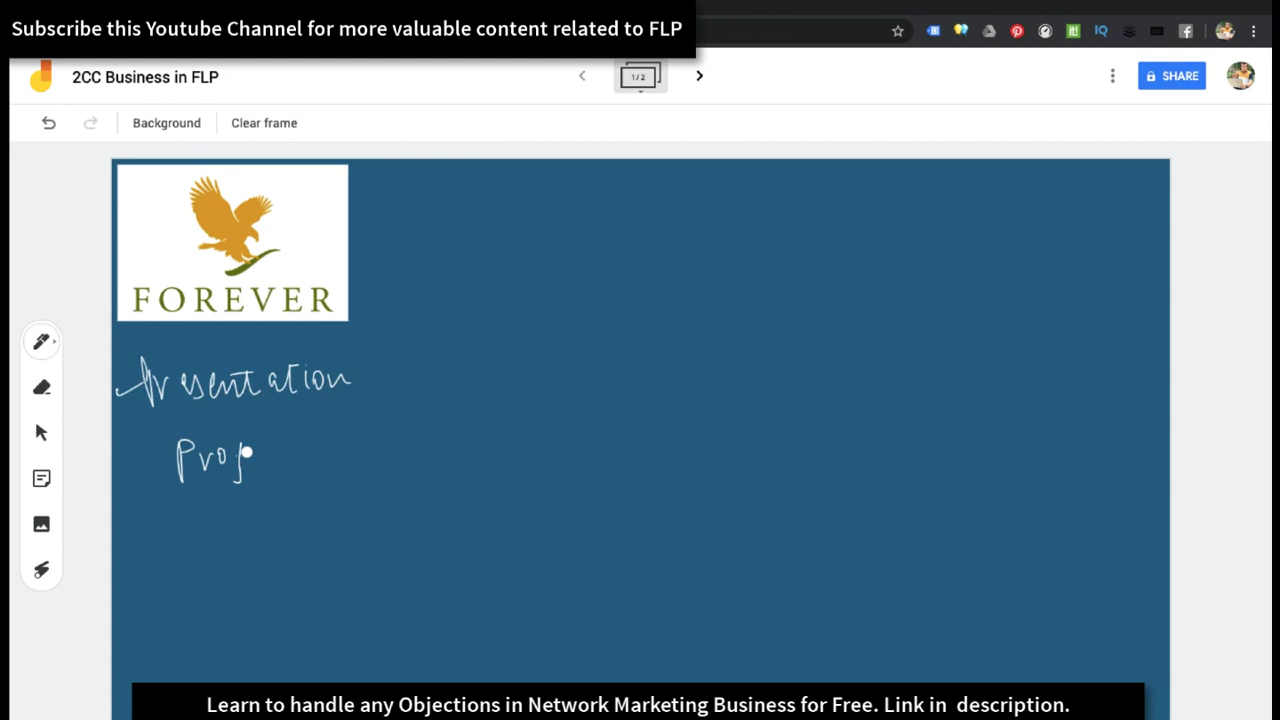 Subscribe this Youtube Channel for more valuable content related to FLP
2CC Business in FLP
1/2
SHARE
Background
Clear frame
FOREVER
Presentation
Learn to handle any Objections in Network Marketing Business for Free. Link in description.